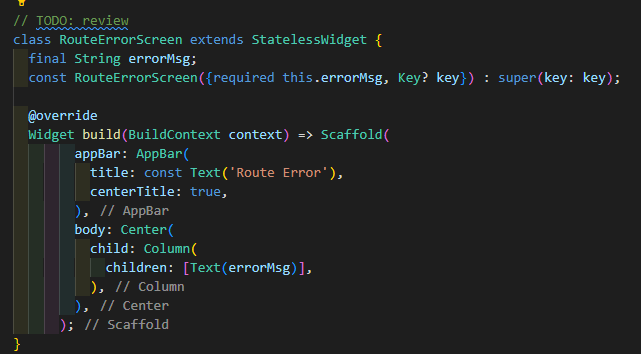 // TODO: review
class RouteErrorScreen extends StatelessWidget {
final String errorMsg;
const RouteErrorScreen({required this.errorMsg, Key? key}) : super(key: key);
@override
Widget build(BuildContext context) => Scaffold(
appBar: AppBar(
title: const Text('Route Error'),
centerTitle: true,
), // AppBar
body: Center(
child: Column(
children: [Text(errorMsg)],
), // Column
), // Center
); // Scaffold
}